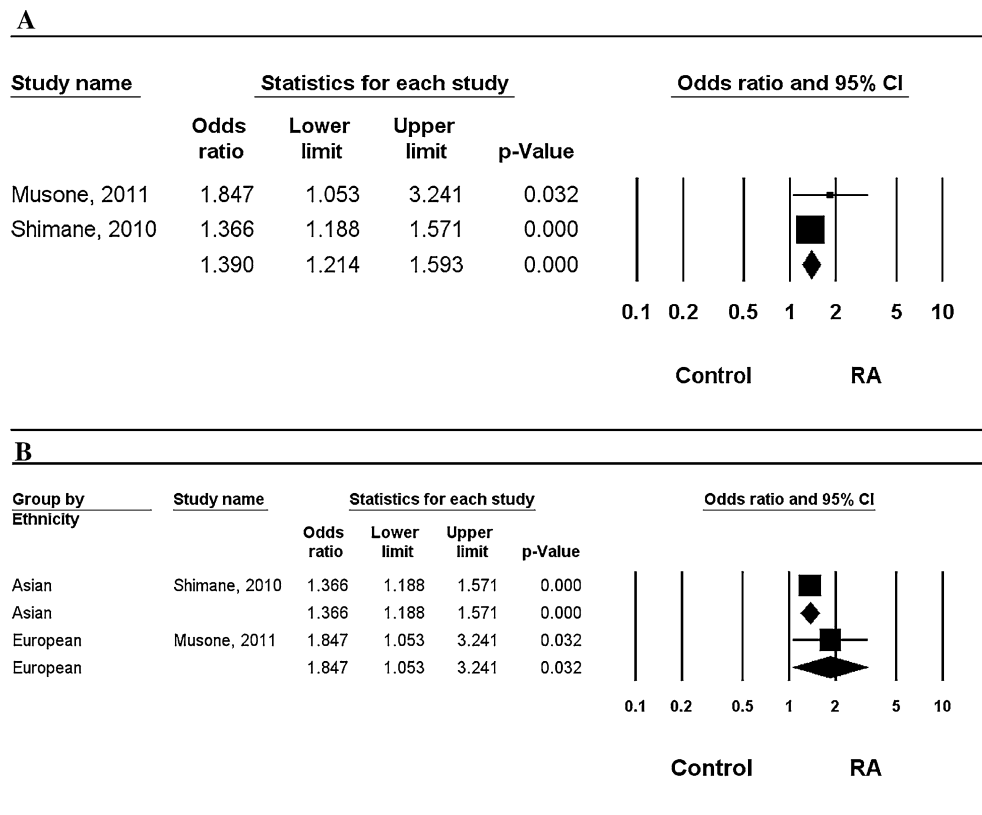 A
Study name Statistics for each study Odds ratio and 95% CI
Odds Lower Upper
ratio limit limit p-Value
Musone, 2011 1.847 1.053 3.241 0.032
Shimane, 2010 1.366 1.188 1.571 0.000
1.390 1.214 1.593 0.000
0.1 0.2 0.5 1 2 5 10
Control RA
B
Group by Study name Statistics for each study Odds ratio and 95% CI
Ethnicity
Odds Lower Upper
ratio limit limit p-Value
Asian Shimane, 2010 1.366 1.188 1.571 0.000
Asian 1.366 1.188 1.571 0.000
European Musone, 2011 1.847 1.053 3.241 0.032
European 1.847 1.053 3.241 0.032
0.1 0.2 0.5 1 2 5 10
Control RA